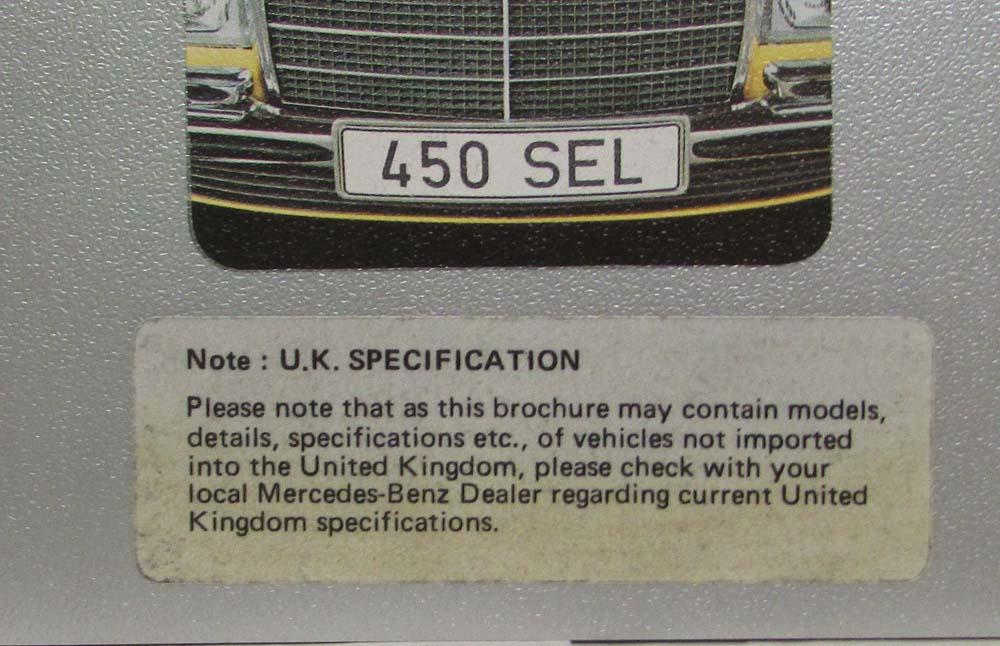 450 SEL
Note : U.K. SPECIFICATION
Please note that as this brochure may contain models,
details, specifications etc., of vehicles not imported
into the United Kingdom, please check with your
local Mercedes-Benz Dealer regarding current United
Kingdom specifications.